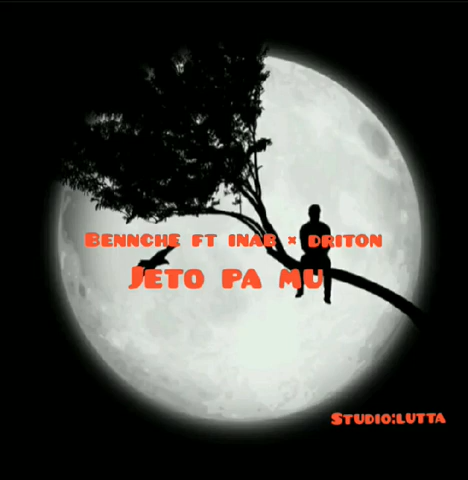 Bennche ft inab × driton
Jeto pa mu
Studio:lutta